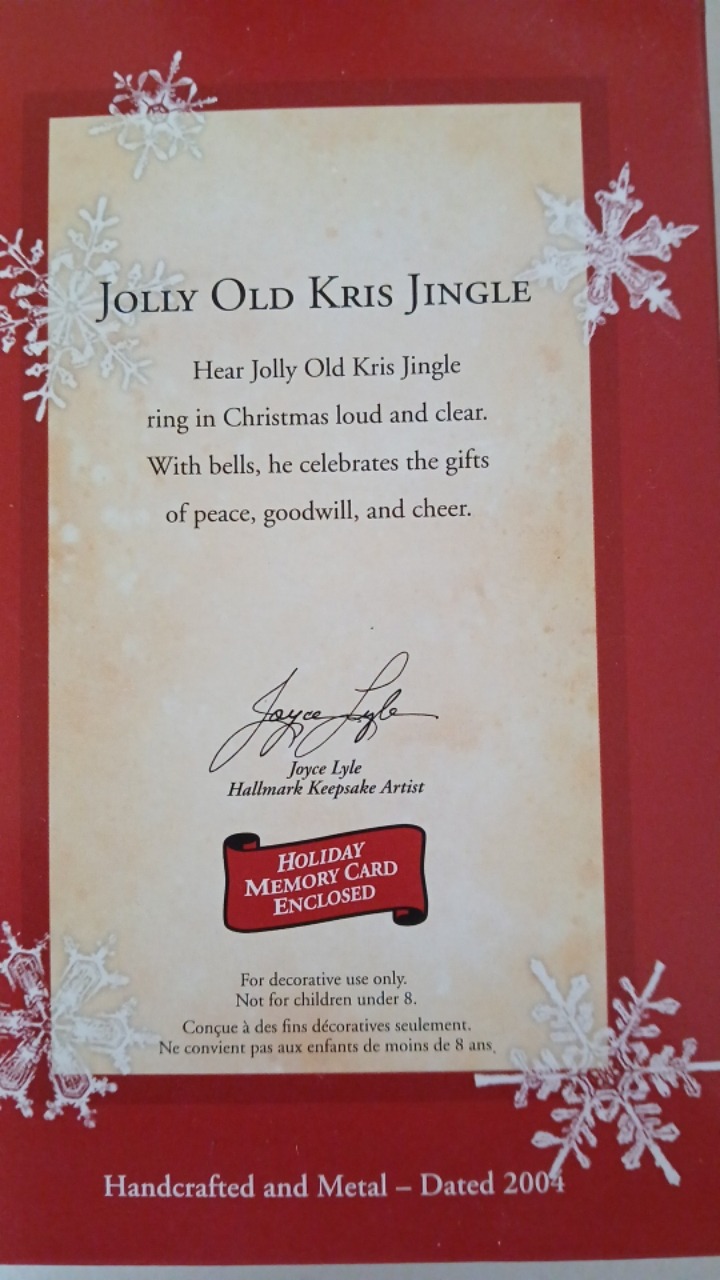 JOLLY OLD KRIS JINGLE
Hear Jolly Old Kris Jingle
ring in Christmas loud and clear.
With bells, he celebrates the gifts
of peace, goodwill, and cheer.
Joyce Lyle
Joyce Lyle
Hallmark Keepsake Artist
HOLIDAY
MEMORY CARD
ENCLOSED
For decorative use only.
Not for children under 8.
Conçue à des fins décoratives seulement.
Ne convient pas aux enfants de moins de 8 ans.
Handcrafted and Metal – Dated 2004